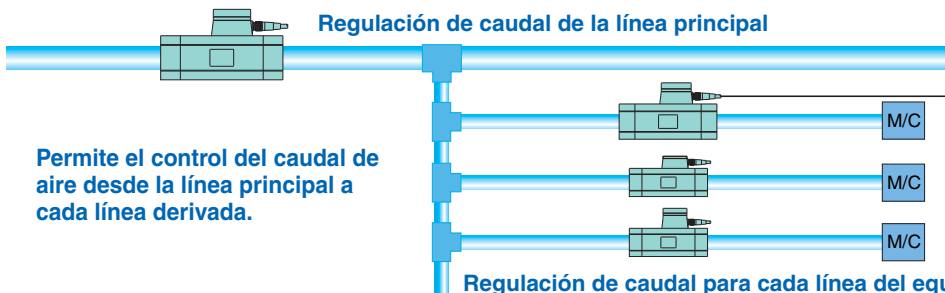 Regulación de caudal de la línea principal
M/C
Permite el control del caudal de
aire desde la línea principal a
cada línea derivada.
M/C
M/C
Regulación de caudal para cada línea del